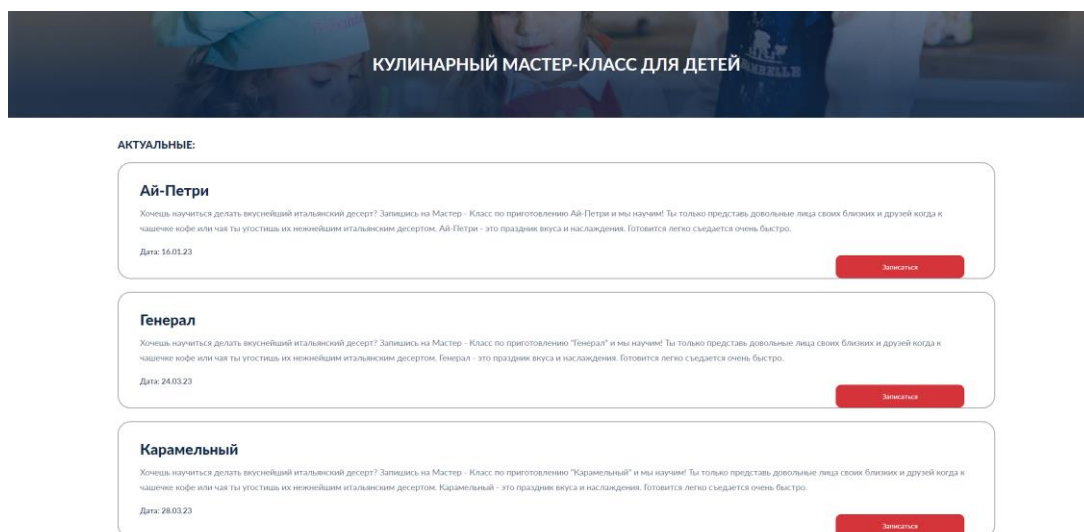 КУЛИНАРНЫЙ МАСТЕР-КЛАСС ДЛЯ ДЕТЕЙ
АКТУАЛЬНЫЕ:
Ай-Петри
Хочешь научиться делать вкуснейший итальянский десерт? Запишись на Мастер - Класс по приготовлению Ай-Петри и мы научим! Ты только представь довольные лица своих близких и друзей когда к
чашечке кофе или чая ты угостишь их нежнейшим итальянским десертом. Ай-Петри - это праздник вкуса и наслаждения. Готовится легко съедается очень быстро.
Дата: 16.01.23
Записаться
Генерал
Хочешь научиться делать вкуснейший итальянский десерт? Запишись на Мастер - Класс по приготовлению "Генерал" и мы научим! Ты только представь довольные лица своих близких и друзей когда к
чашечке кофе или чая ты угостишь их нежнейшим итальянским десертом. Генерал - это праздник вкуса и наслаждения. Готовится легко съедается очень быстро.
Дата: 24.03.23
Записаться
Карамельный
Хочешь научиться делать вкуснейший итальянский десерт? Запишись на Мастер - Класс по приготовлению "Карамельный" и мы научим! Ты только представь довольные лица своих близких и друзей когда к
чашечке кофе или чая ты угостишь их нежнейшим итальянским десертом. Карамельный - это праздник вкуса и наслаждения. Готовится легко съедается очень быстро.
Дата: 28.03.23
Записаться